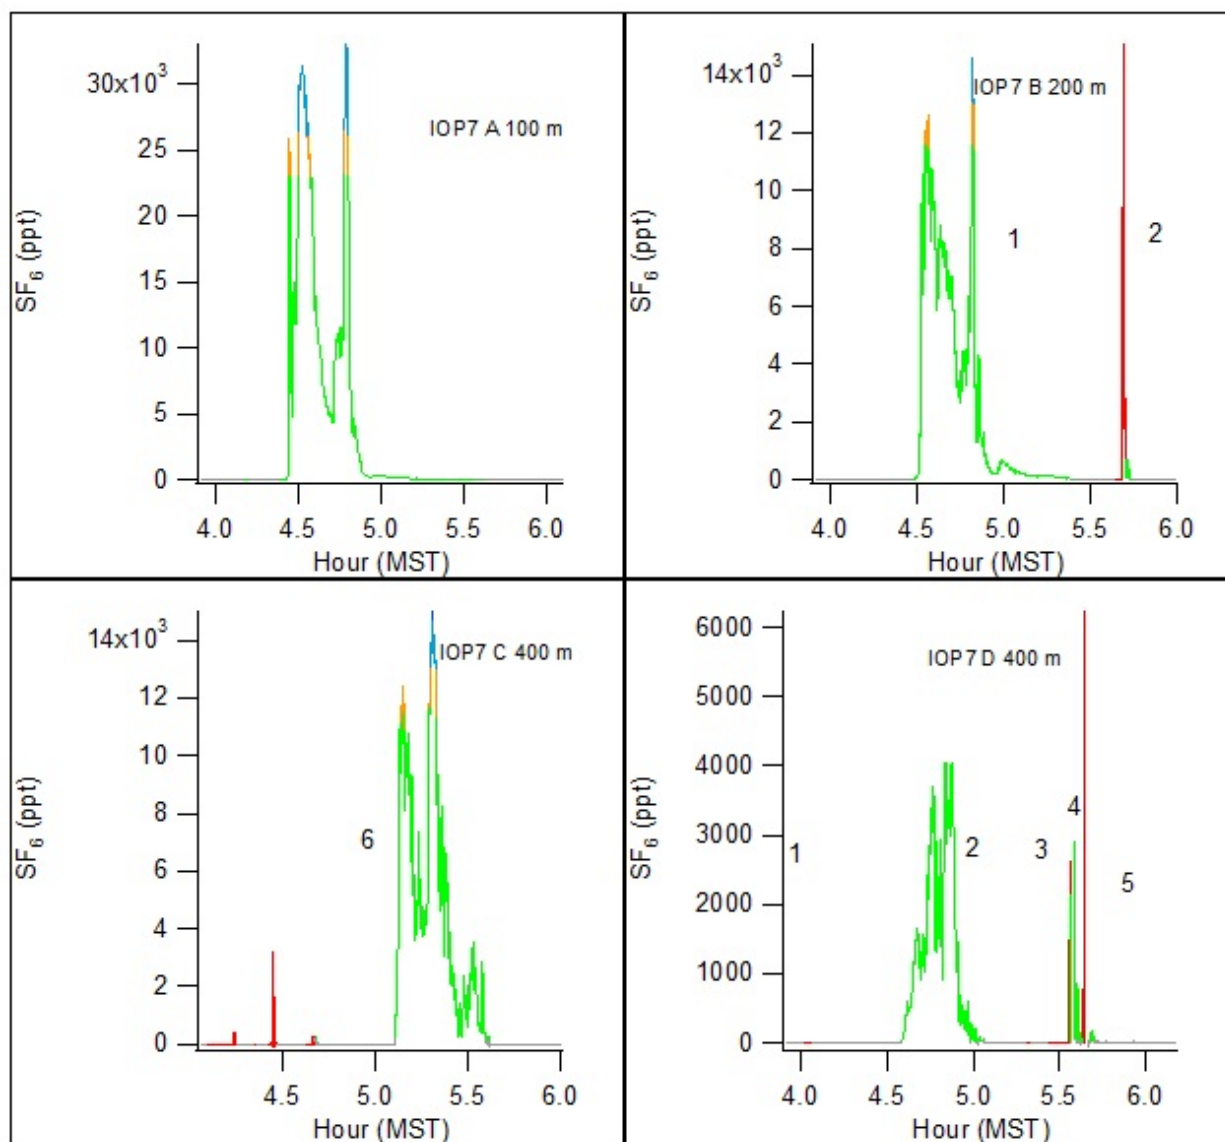 30x10³
IOP7 A 100 m
25
20
15
10
5
0
SF₆ (ppt)
4.0 4.5 5.0 5.5 6.0
Hour (MST)
14x10³
IOP7 B 200 m
12
10
8
6
4
2
0
1 2
SF₆ (ppt)
4.0 4.5 5.0 5.5 6.0
Hour (MST)
14x10³
IOP7 C 400 m
12
10
8
6
4
2
0
6
SF₆ (ppt)
4.5 5.0 5.5 6.0
Hour (MST)
6000
IOP7 D 400 m
5000
4000
3000
2000
1000
0
1 2 3 4 5
SF₆ (ppt)
4.0 4.5 5.0 5.5 6.0
Hour (MST)